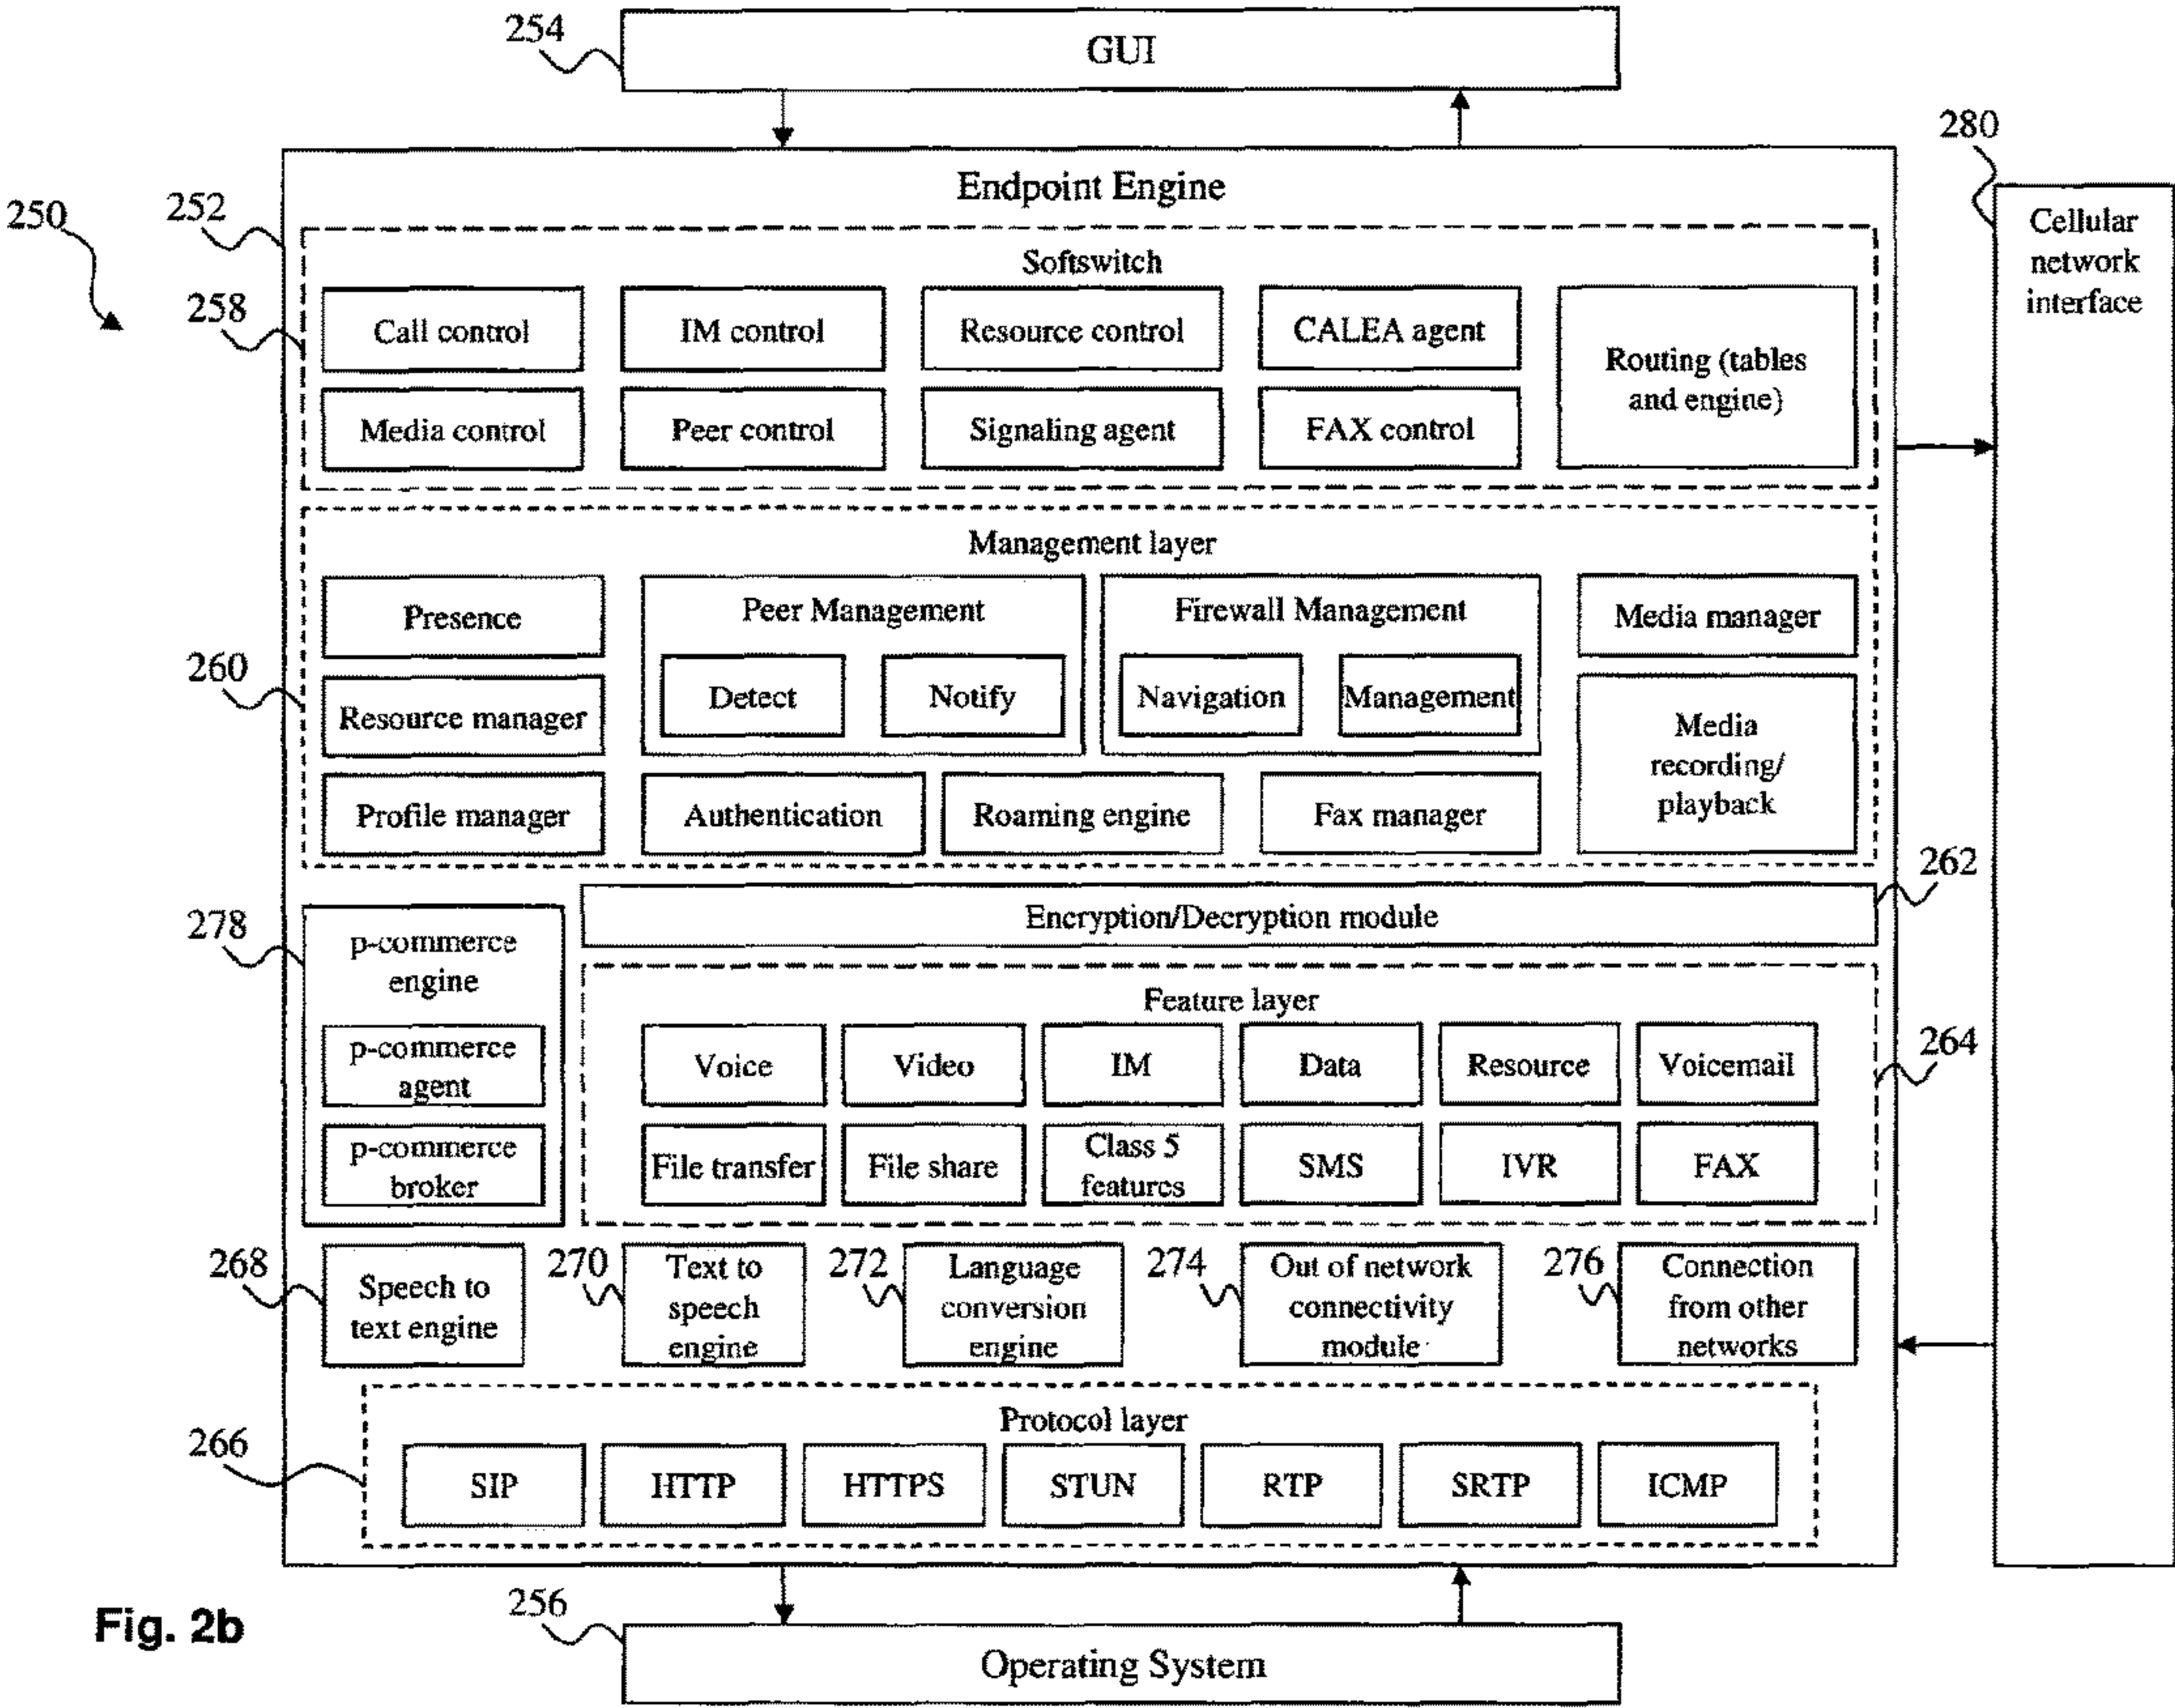 254
GUI
280
Cellular
network
interface
250
252
Endpoint Engine
258
Softswitch
Call control
IM control
Resource control
CALEA agent
Routing (tables
and engine)
Media control
Peer control
Signaling agent
FAX control
260
Management layer
Presence
Peer Management
Firewall Management
Media manager
Detect
Notify
Navigation
Management
Resource manager
Media
recording/
playback
Profile manager
Authentication
Roaming engine
Fax manager
262
Encryption/Decryption module
278
p-commerce
engine
p-commerce
agent
p-commerce
broker
264
Feature layer
Voice
Video
IM
Data
Resource
Voicemail
File transfer
File share
Class 5
features
SMS
IVR
FAX
268
Speech to
text engine
270
Text to
speech
engine
272
Language
conversion
engine
274
Out of network
connectivity
module
276
Connection
from other
networks
266
Protocol layer
SIP
HTTP
HTTPS
STUN
RTP
SRTP
ICMP
256
Operating System
Fig. 2b